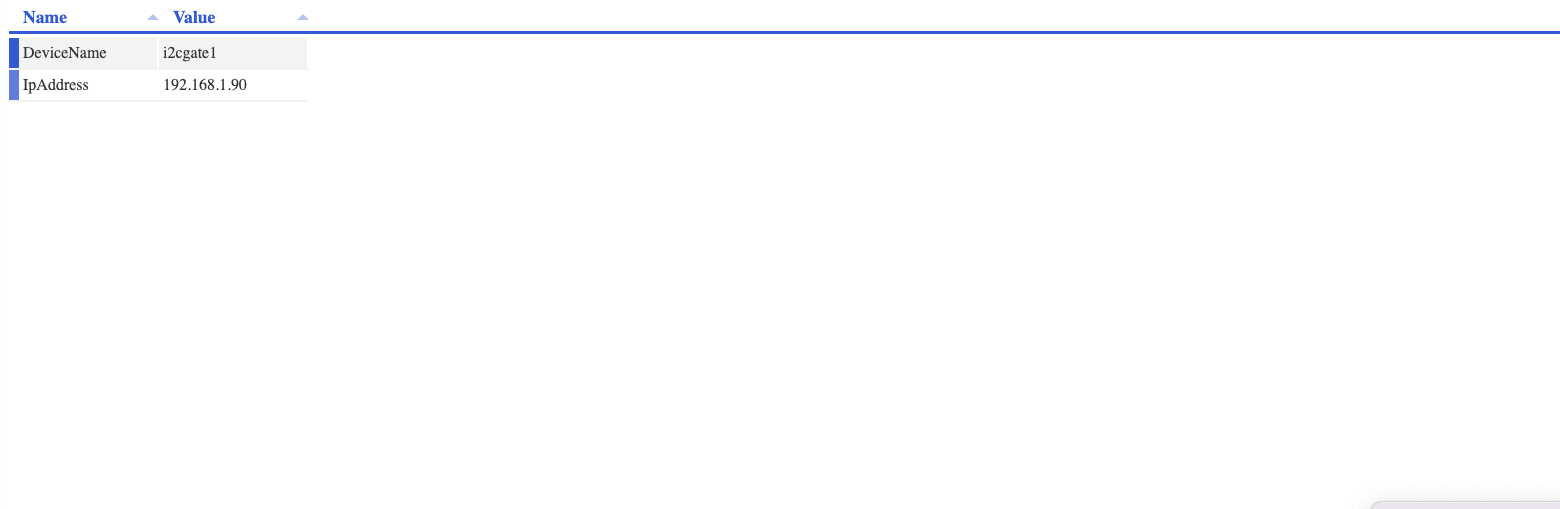 Name Value
DeviceName i2cgate1
IpAddress 192.168.1.90